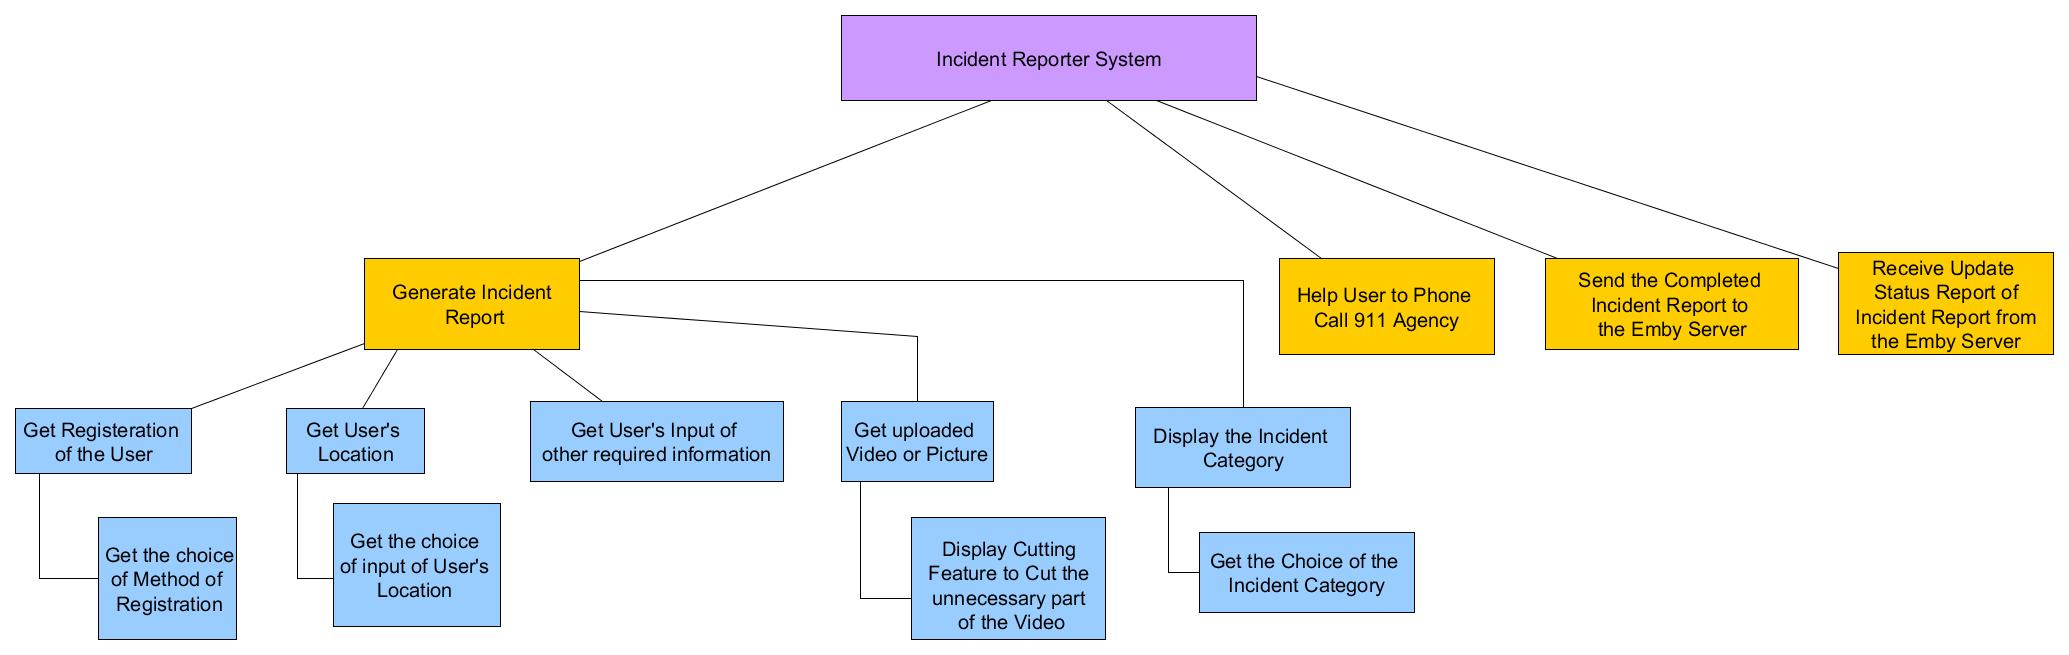 Incident Reporter System
Generate Incident
Report
Help User to Phone
Call 911 Agency
Send the Completed
Incident Report to
the Emby Server
Receive Update
Status Report of
Incident Report from
the Emby Server
Get Registeration
of the User
Get User's
Location
Get User's Input of
other required information
Get uploaded
Video or Picture
Display the Incident
Category
Get the choice
of Method of
Registration
Get the choice
of input of User's
Location
Display Cutting
Feature to Cut the
unnecessary part
of the Video
Get the Choice of the
Incident Category